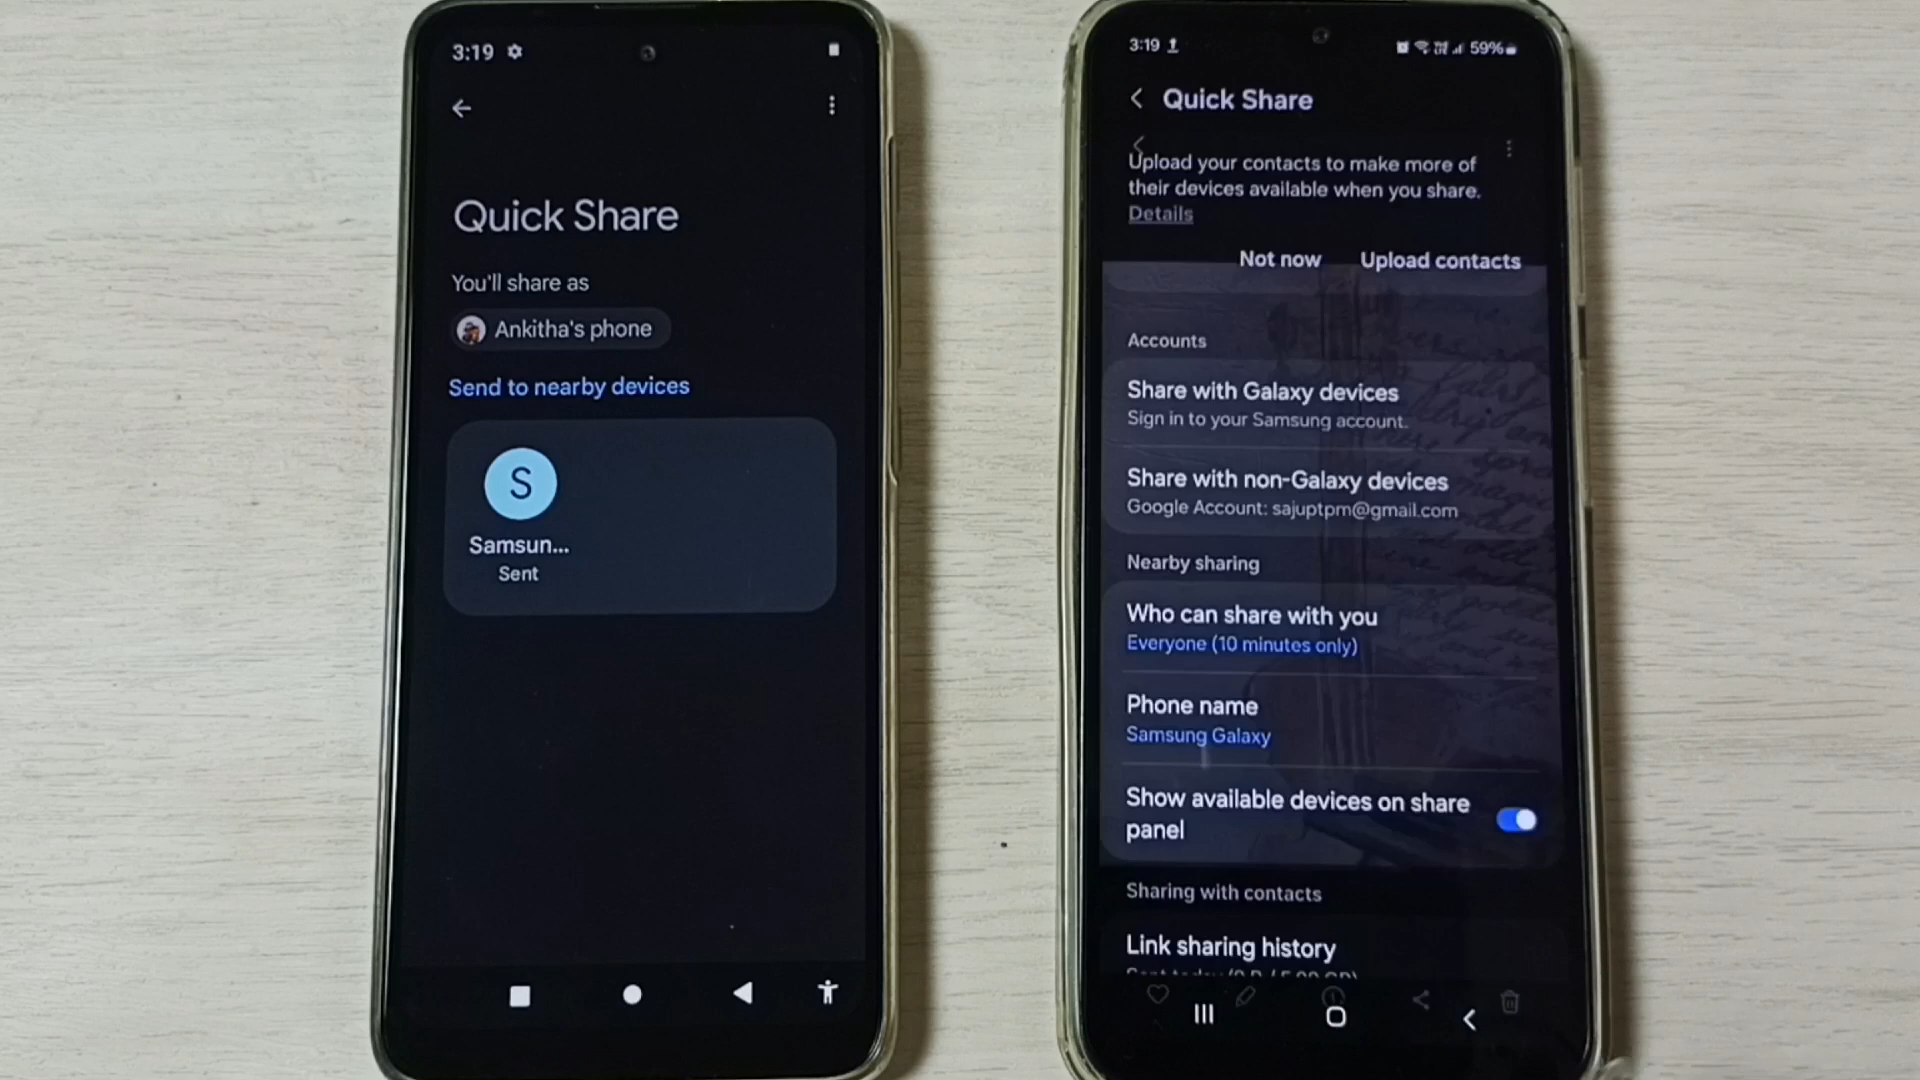 3:19
Quick Share
You'll share as
Ankitha's phone
Send to nearby devices
S
Samsun...
Sent
3:19
59%
Quick Share
Upload your contacts to make more of
their devices available when you share.
Details
Not now
Upload contacts
Accounts
Share with Galaxy devices
Sign in to your Samsung account.
Share with non-Galaxy devices
Google Account: sajuptpm@gmail.com
Nearby sharing
Who can share with you
Everyone (10 minutes only)
Phone name
Samsung Galaxy
Show available devices on share
panel
Sharing with contacts
Link sharing history